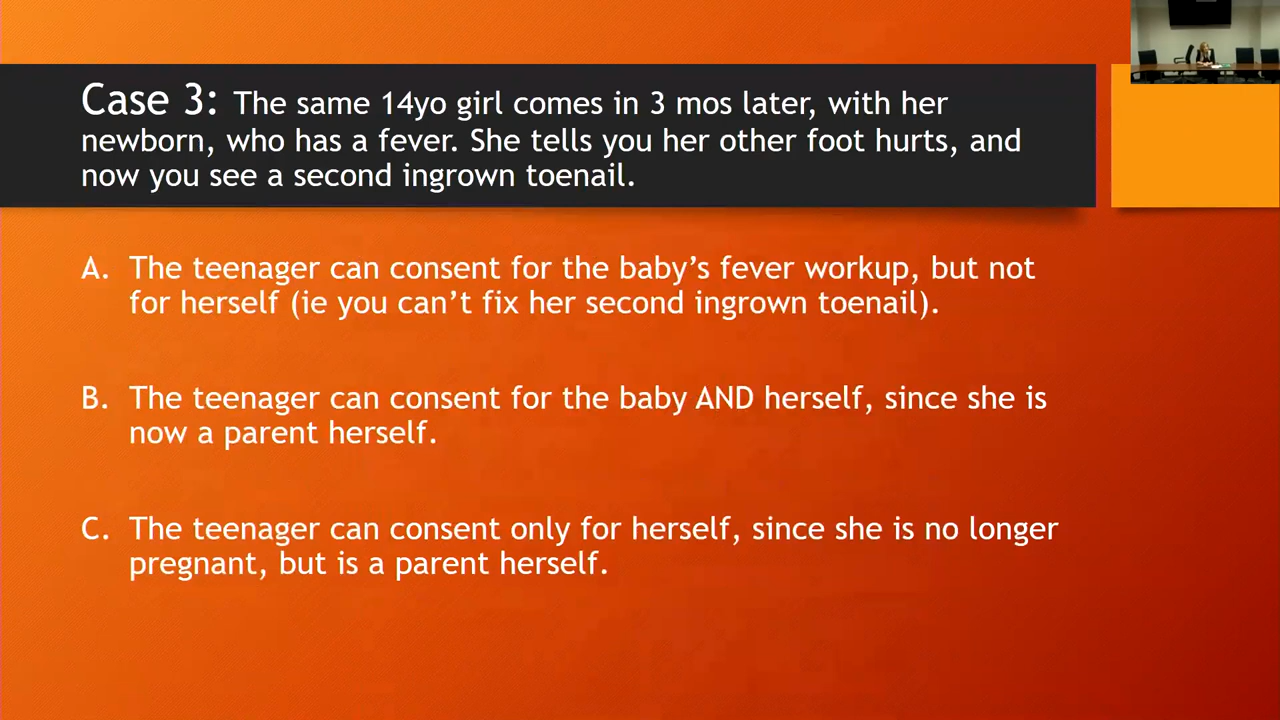 Case 3: The same 14yo girl comes in 3 mos later, with her
newborn, who has a fever. She tells you her other foot hurts, and
now you see a second ingrown toenail.
A. The teenager can consent for the baby’s fever workup, but not
for herself (ie you can’t fix her second ingrown toenail).
B. The teenager can consent for the baby AND herself, since she is
now a parent herself.
C. The teenager can consent only for herself, since she is no longer
pregnant, but is a parent herself.